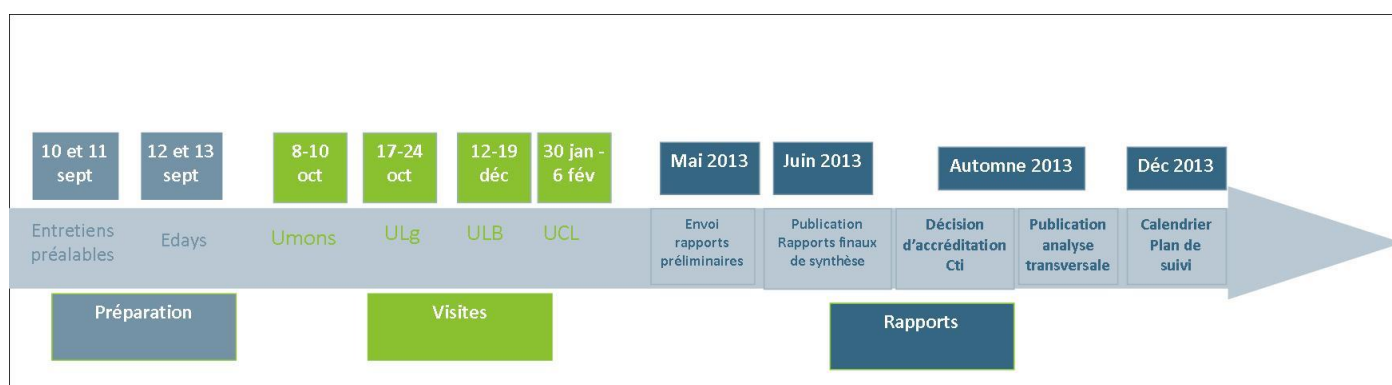 10 et 11
sept
12 et 13
sept
8-10
oct
17-24
oct
12-19
déc
30 jan -
6 fév
Mai 2013
Juin 2013
Automne 2013
Déc 2013
Entretiens
préalables
Edays
Umons
ULg
ULB
UCL
Envoi
rapports
préliminaires
Publication
Rapports finaux
de synthèse
Décision
d'accréditation
Cti
Publication
analyse
transversale
Calendrier
Plan de
suivi
Préparation
Visites
Rapports